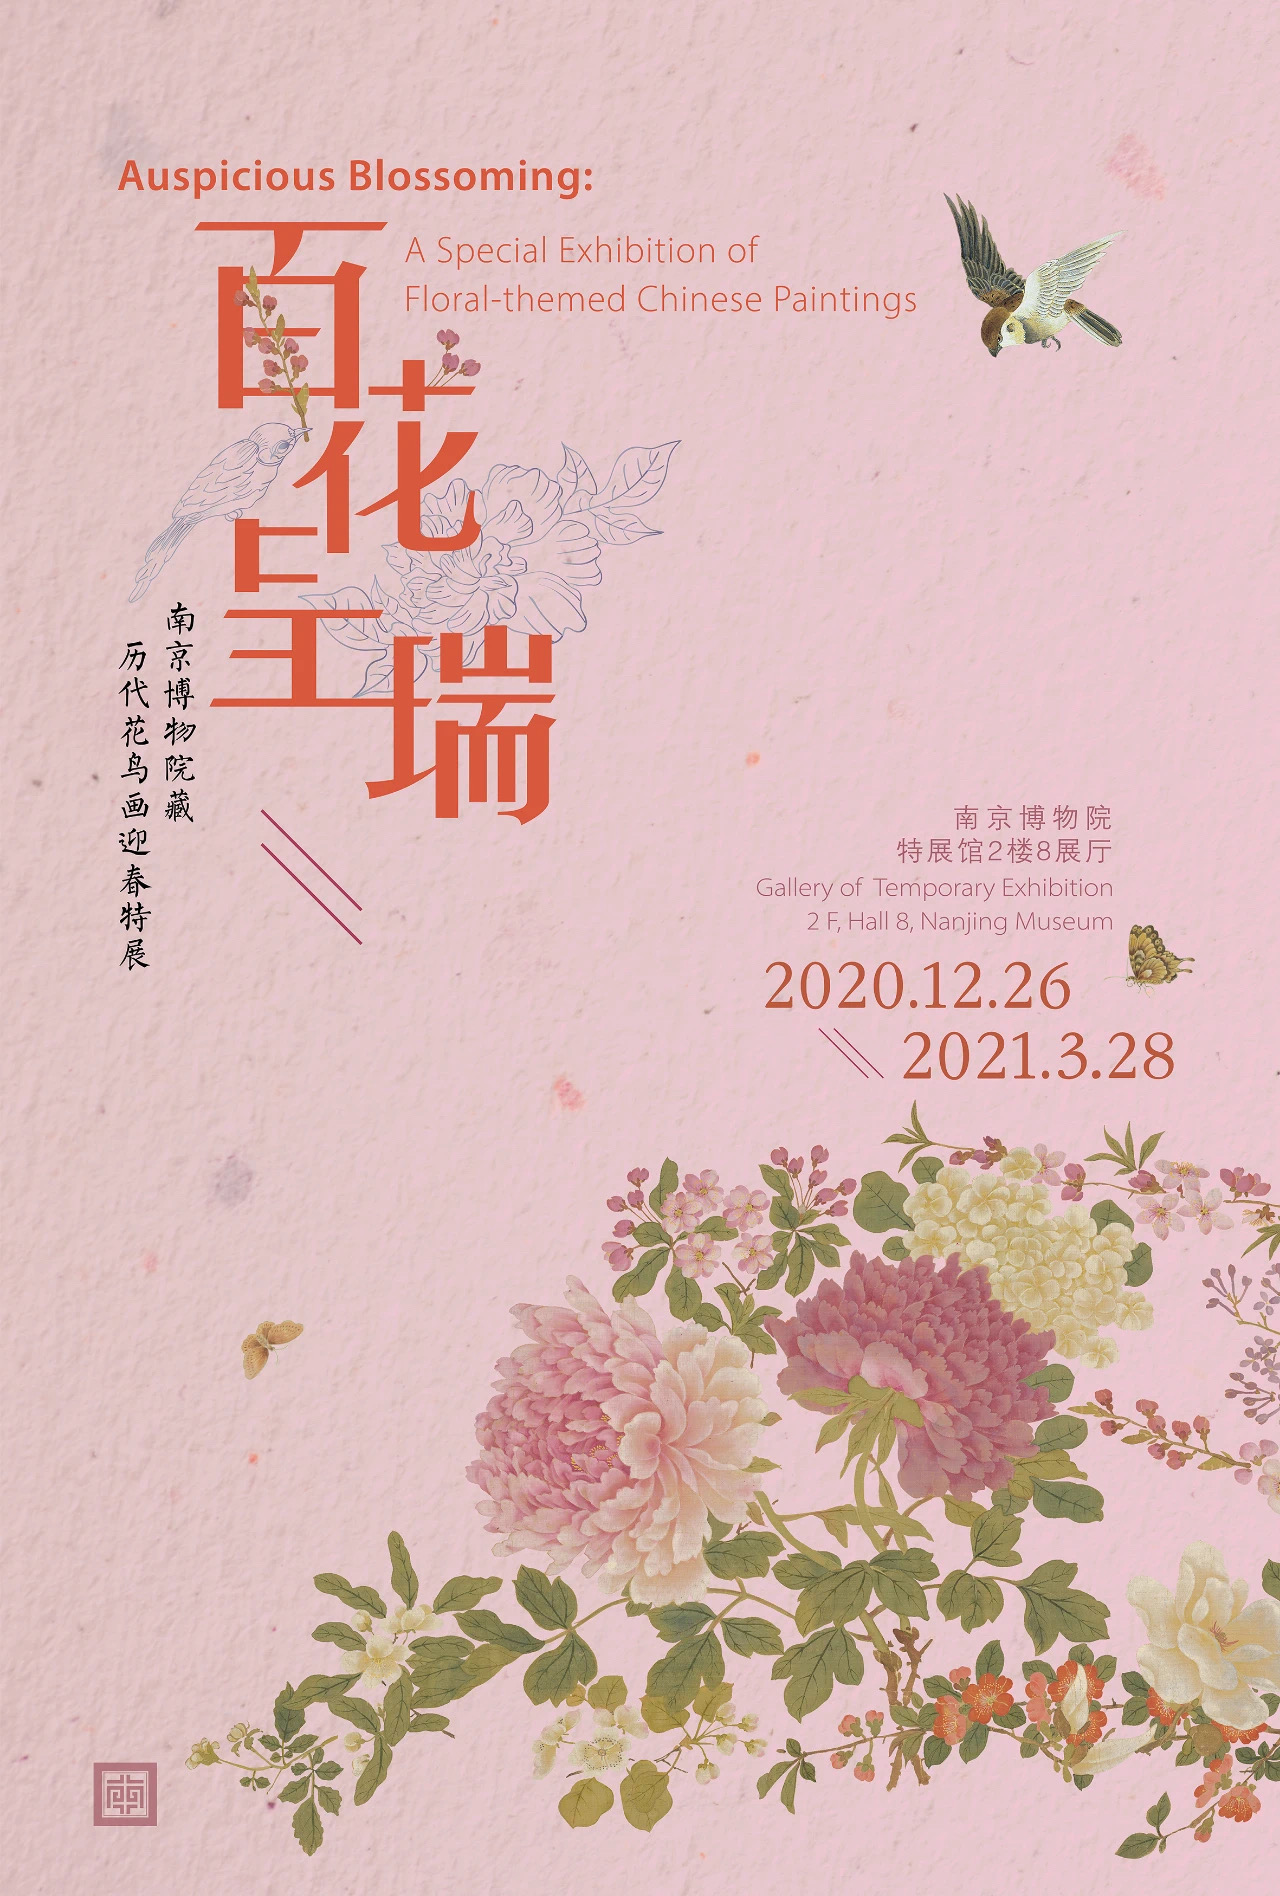 Auspicious Blossoming:
A Special Exhibition of
Floral-themed Chinese Paintings
百花呈瑞
南京博物院藏
历代花鸟画迎春特展
南京博物院
特展馆2楼8展厅
Gallery of Temporary Exhibition
2 F, Hall 8, Nanjing Museum
2020.12.26
2021.3.28